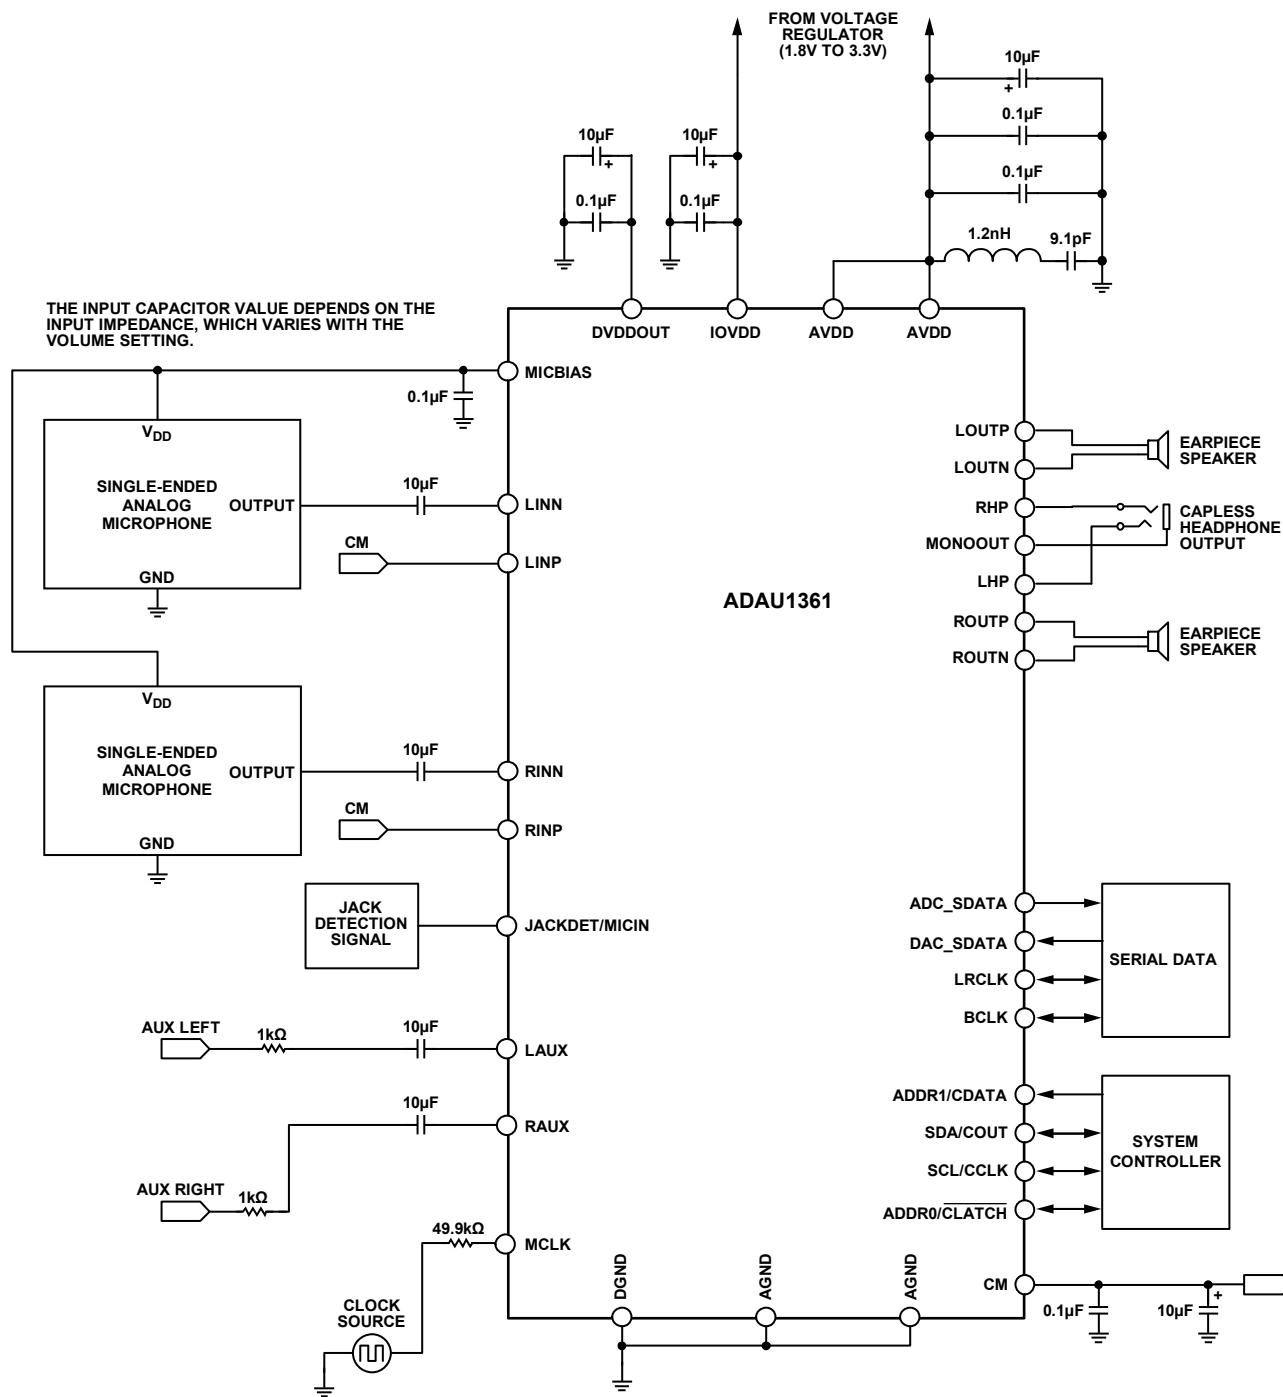 FROM VOLTAGE
REGULATOR
(1.8V TO 3.3V)
10µF
0.1µF
0.1µF
10µF
10µF
0.1µF
0.1µF
1.2nH
9.1pF
THE INPUT CAPACITOR VALUE DEPENDS ON THE
INPUT IMPEDANCE, WHICH VARIES WITH THE
VOLUME SETTING.
DVDDOUT
IOVDD
AVDD
AVDD
MICBIAS
0.1µF
VDD
SINGLE-ENDED
ANALOG
MICROPHONE
OUTPUT
GND
10µF
LINN
CM
LINP
VDD
SINGLE-ENDED
ANALOG
MICROPHONE
OUTPUT
GND
10µF
RINN
CM
RINP
JACK
DETECTION
SIGNAL
JACKDET/MICIN
AUX LEFT
1kΩ
10µF
LAUX
10µF
RAUX
AUX RIGHT
1kΩ
49.9kΩ
MCLK
CLOCK
SOURCE
ADAU1361
LOUTP
LOUTN
EARPIECE
SPEAKER
RHP
MONOOUT
LHP
CAPLESS
HEADPHONE
OUTPUT
ROUTP
ROUTN
EARPIECE
SPEAKER
ADC_SDATA
DAC_SDATA
LRCLK
BCLK
SERIAL DATA
ADDR1/CDATA
SDA/COUT
SCL/CCLK
ADDR0/CLATCH
SYSTEM
CONTROLLER
DGND
AGND
AGND
CM
0.1µF
10µF